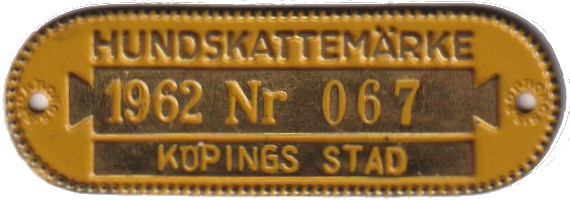 HUNDSKATTEMÄRKE
1962 Nr 067
KÖPINGS STAD